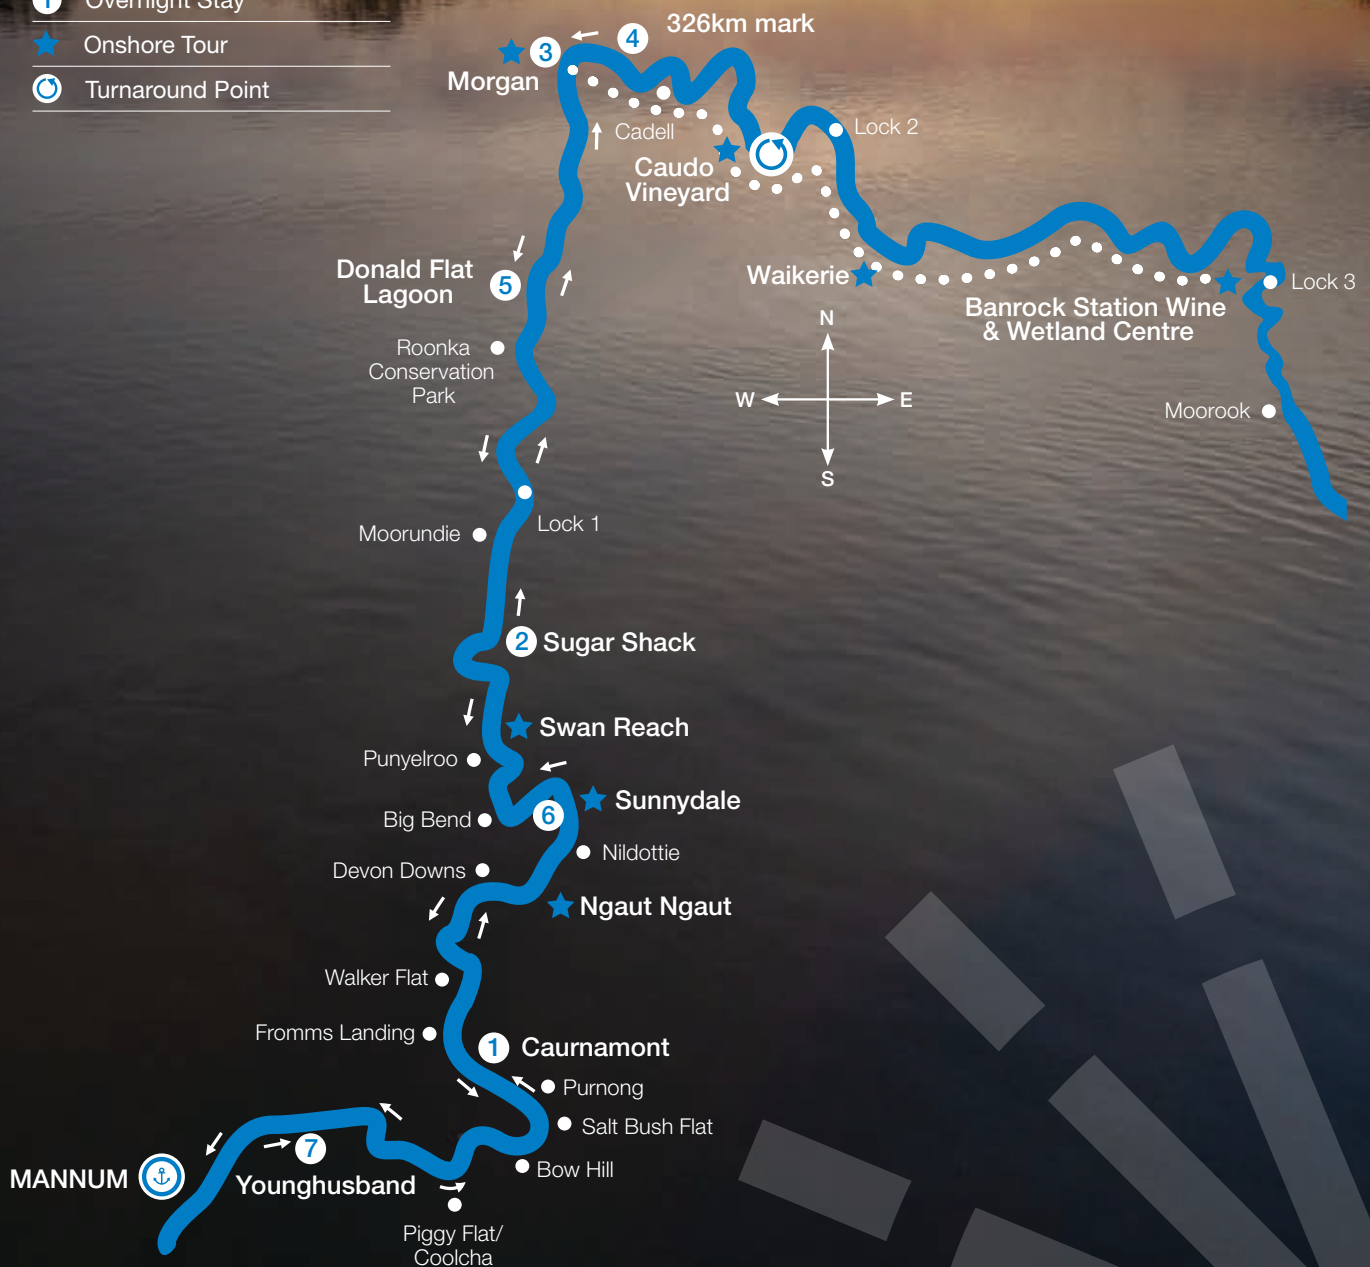 1 Overnight Stay
Onshore Tour
Turnaround Point
326km mark
4
3
Morgan
Cadell
Lock 2
Caudo
Vineyard
Donald Flat
Lagoon
5
Waikerie
Lock 3
Banrock Station Wine
& Wetland Centre
N
W E
S
Roonka
Conservation
Park
Moorook
Lock 1
Moorundie
2 Sugar Shack
Swan Reach
Punyelroo
Sunnydale
6
Big Bend
Nildottie
Devon Downs
Ngaut Ngaut
Walker Flat
Fromms Landing
1 Caurnamont
Purnong
Salt Bush Flat
7
Bow Hill
MANNUM
Younghusband
Piggy Flat/
Coolcha